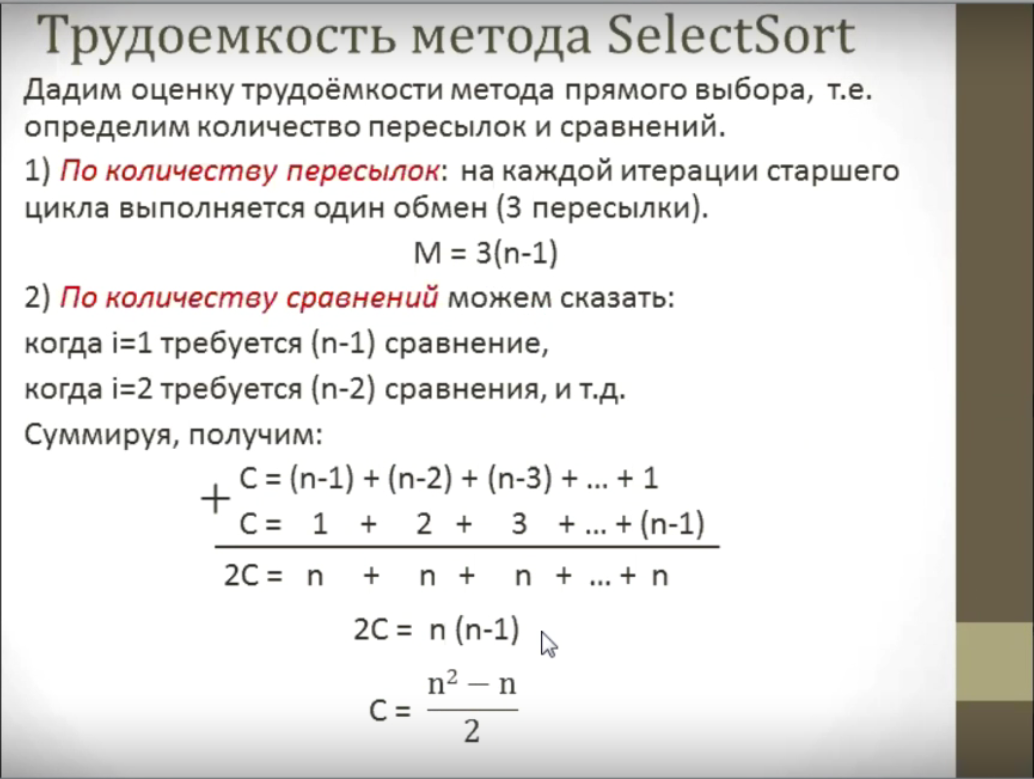 Трудоемкость метода SelectSort
Дадим оценку трудоёмкости метода прямого выбора, т.е.
определим количество пересылок и сравнений.
1) По количеству пересылок: на каждой итерации старшего
цикла выполняется один обмен (3 пересылки).
M = 3(n-1)
2) По количеству сравнений можем сказать:
когда i=1 требуется (n-1) сравнение,
когда i=2 требуется (n-2) сравнения, и т.д.
Суммируя, получим:
+ C = (n-1) + (n-2) + (n-3) + ... + 1
C = 1 + 2 + 3 + ... + (n-1)
2C = n + n + n + ... + n
2C = n (n-1)
C = (n² – n) / 2